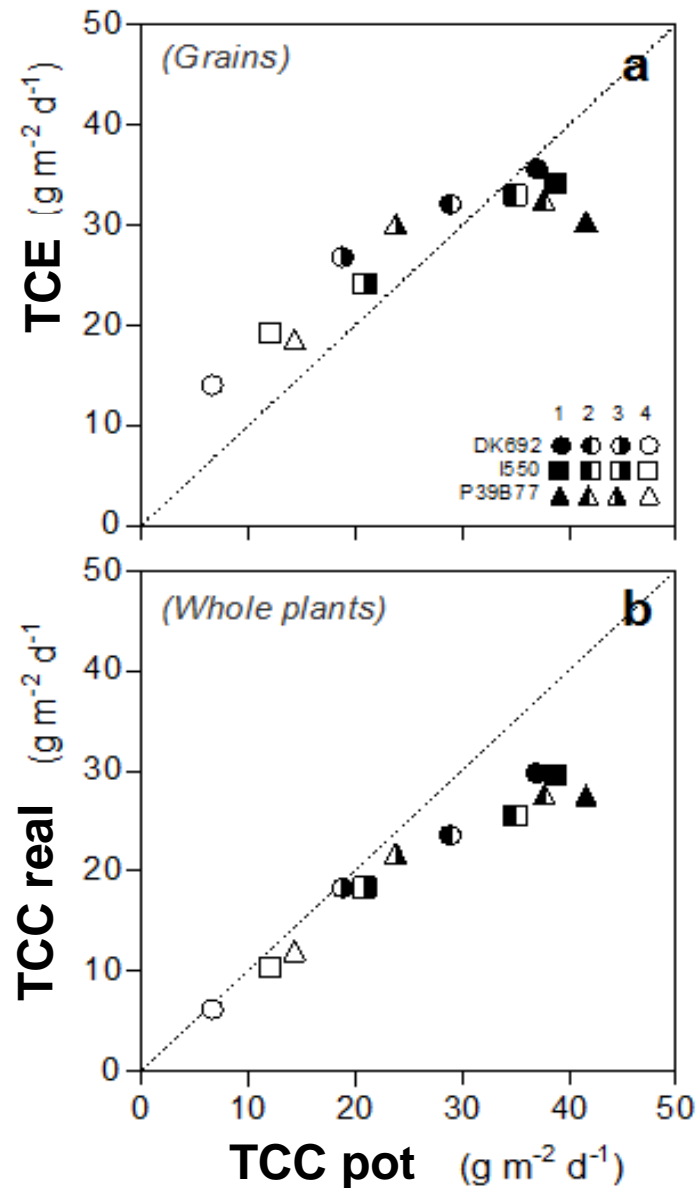 50
(Grains)
a
40
30
20
10
0
TCE (g m⁻² d⁻¹)
1 2 3 4
DK692
I550
P39B77
50
(Whole plants)
b
40
30
20
10
0
TCC real (g m⁻² d⁻¹)
0 10 20 30 40 50
TCC pot (g m⁻² d⁻¹)